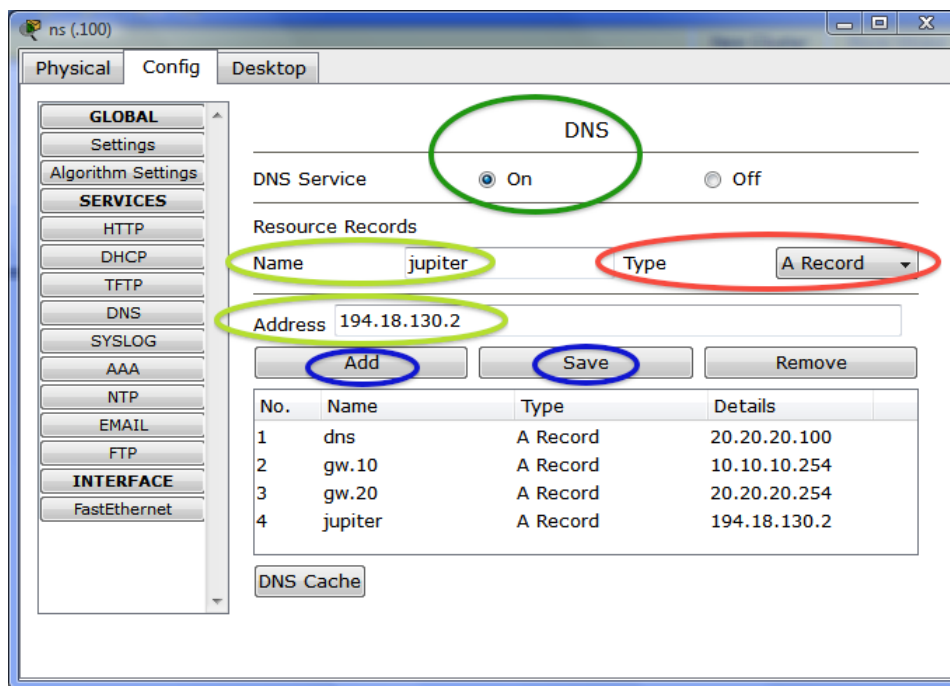 ns (.100)
Physical Config Desktop
GLOBAL
Settings
Algorithm Settings
SERVICES
HTTP
DHCP
TFTP
DNS
SYSLOG
AAA
NTP
EMAIL
FTP
INTERFACE
FastEthernet
DNS
DNS Service On Off
Resource Records
Name jupiter Type A Record
Address 194.18.130.2
Add Save Remove
No. Name Type Details
1 dns A Record 20.20.20.100
2 gw.10 A Record 10.10.10.254
3 gw.20 A Record 20.20.20.254
4 jupiter A Record 194.18.130.2
DNS Cache